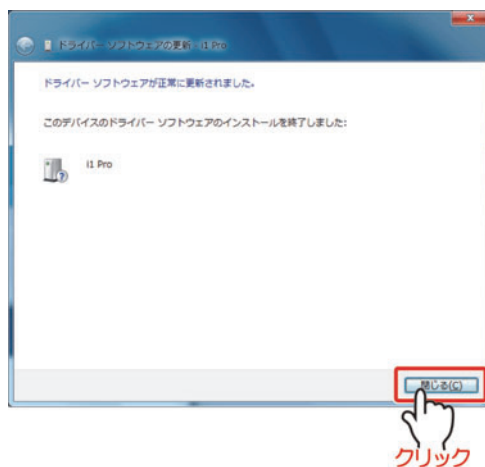 ドライバー ソフトウェアの更新 - i1 Pro
ドライバー ソフトウェアが正常に更新されました。
このデバイスのドライバー ソフトウェアのインストールを終了しました:
i1 Pro
閉じる(C)
クリック